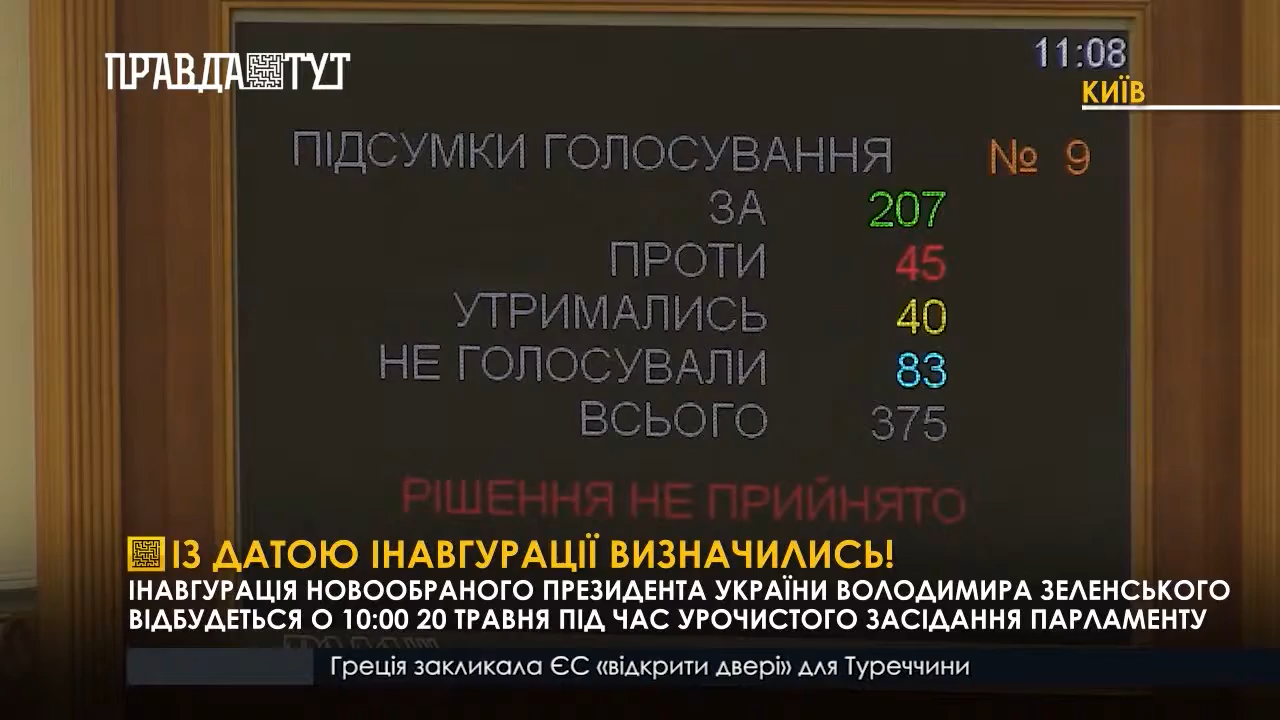 11:08
ПРАВДА ТУТ
КИЇВ
ПІДСУМКИ ГОЛОСУВАННЯ № 9
ЗА 207
ПРОТИ 45
УТРИМАЛИСЬ 40
НЕ ГОЛОСУВАЛИ 83
ВСЬОГО 375
РІШЕННЯ НЕ ПРИЙНЯТО
ІЗ ДАТОЮ ІНАВГУРАЦІЇ ВИЗНАЧИЛИСЬ!
ІНАВГУРАЦІЯ НОВООБРАНОГО ПРЕЗИДЕНТА УКРАЇНИ ВОЛОДИМИРА ЗЕЛЕНСЬКОГО
ВІДБУДЕТЬСЯ О 10:00 20 ТРАВНЯ ПІД ЧАС УРОЧИСТОГО ЗАСІДАННЯ ПАРЛАМЕНТУ
Греція закликала ЄС «відкрити двері» для Туреччини